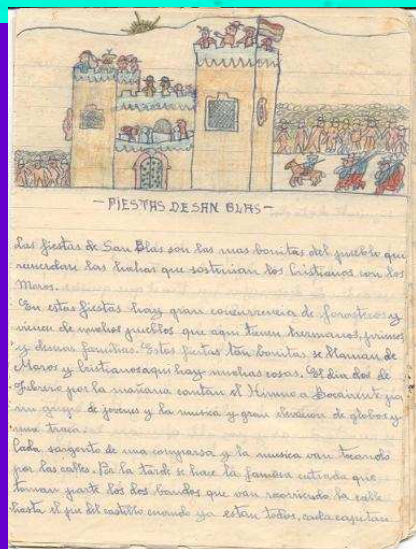 - FIESTAS DE SAN BLAS -
Las fiestas de San Blas son las mas bonitas del pueblo que
recuerdan las luchas que sostenian los Cristianos con los
Moros.
En estas fiestas hay gran concurrencia de forasteros y
vienen de muchos pueblos que aqui tienen hermanos, primos
y demas familias. Estas fiestas tan bonitas se llaman de
Moros y Cristianos aqui hay muchas cosas. El dia dos de
Febrero por la mañana cantan el Himno a Bocairent por
un grupo de jovenes y la musica y gran elevacion de globos y
una traca.
Cada sargento de una comparsa y la musica van tocando
por las calles. Por la tarde se hace la famosa entrada que
toman parte los dos bandos que van recorriendo la calle
hasta el pie del castillo cuando ya estan todos, cada capitan